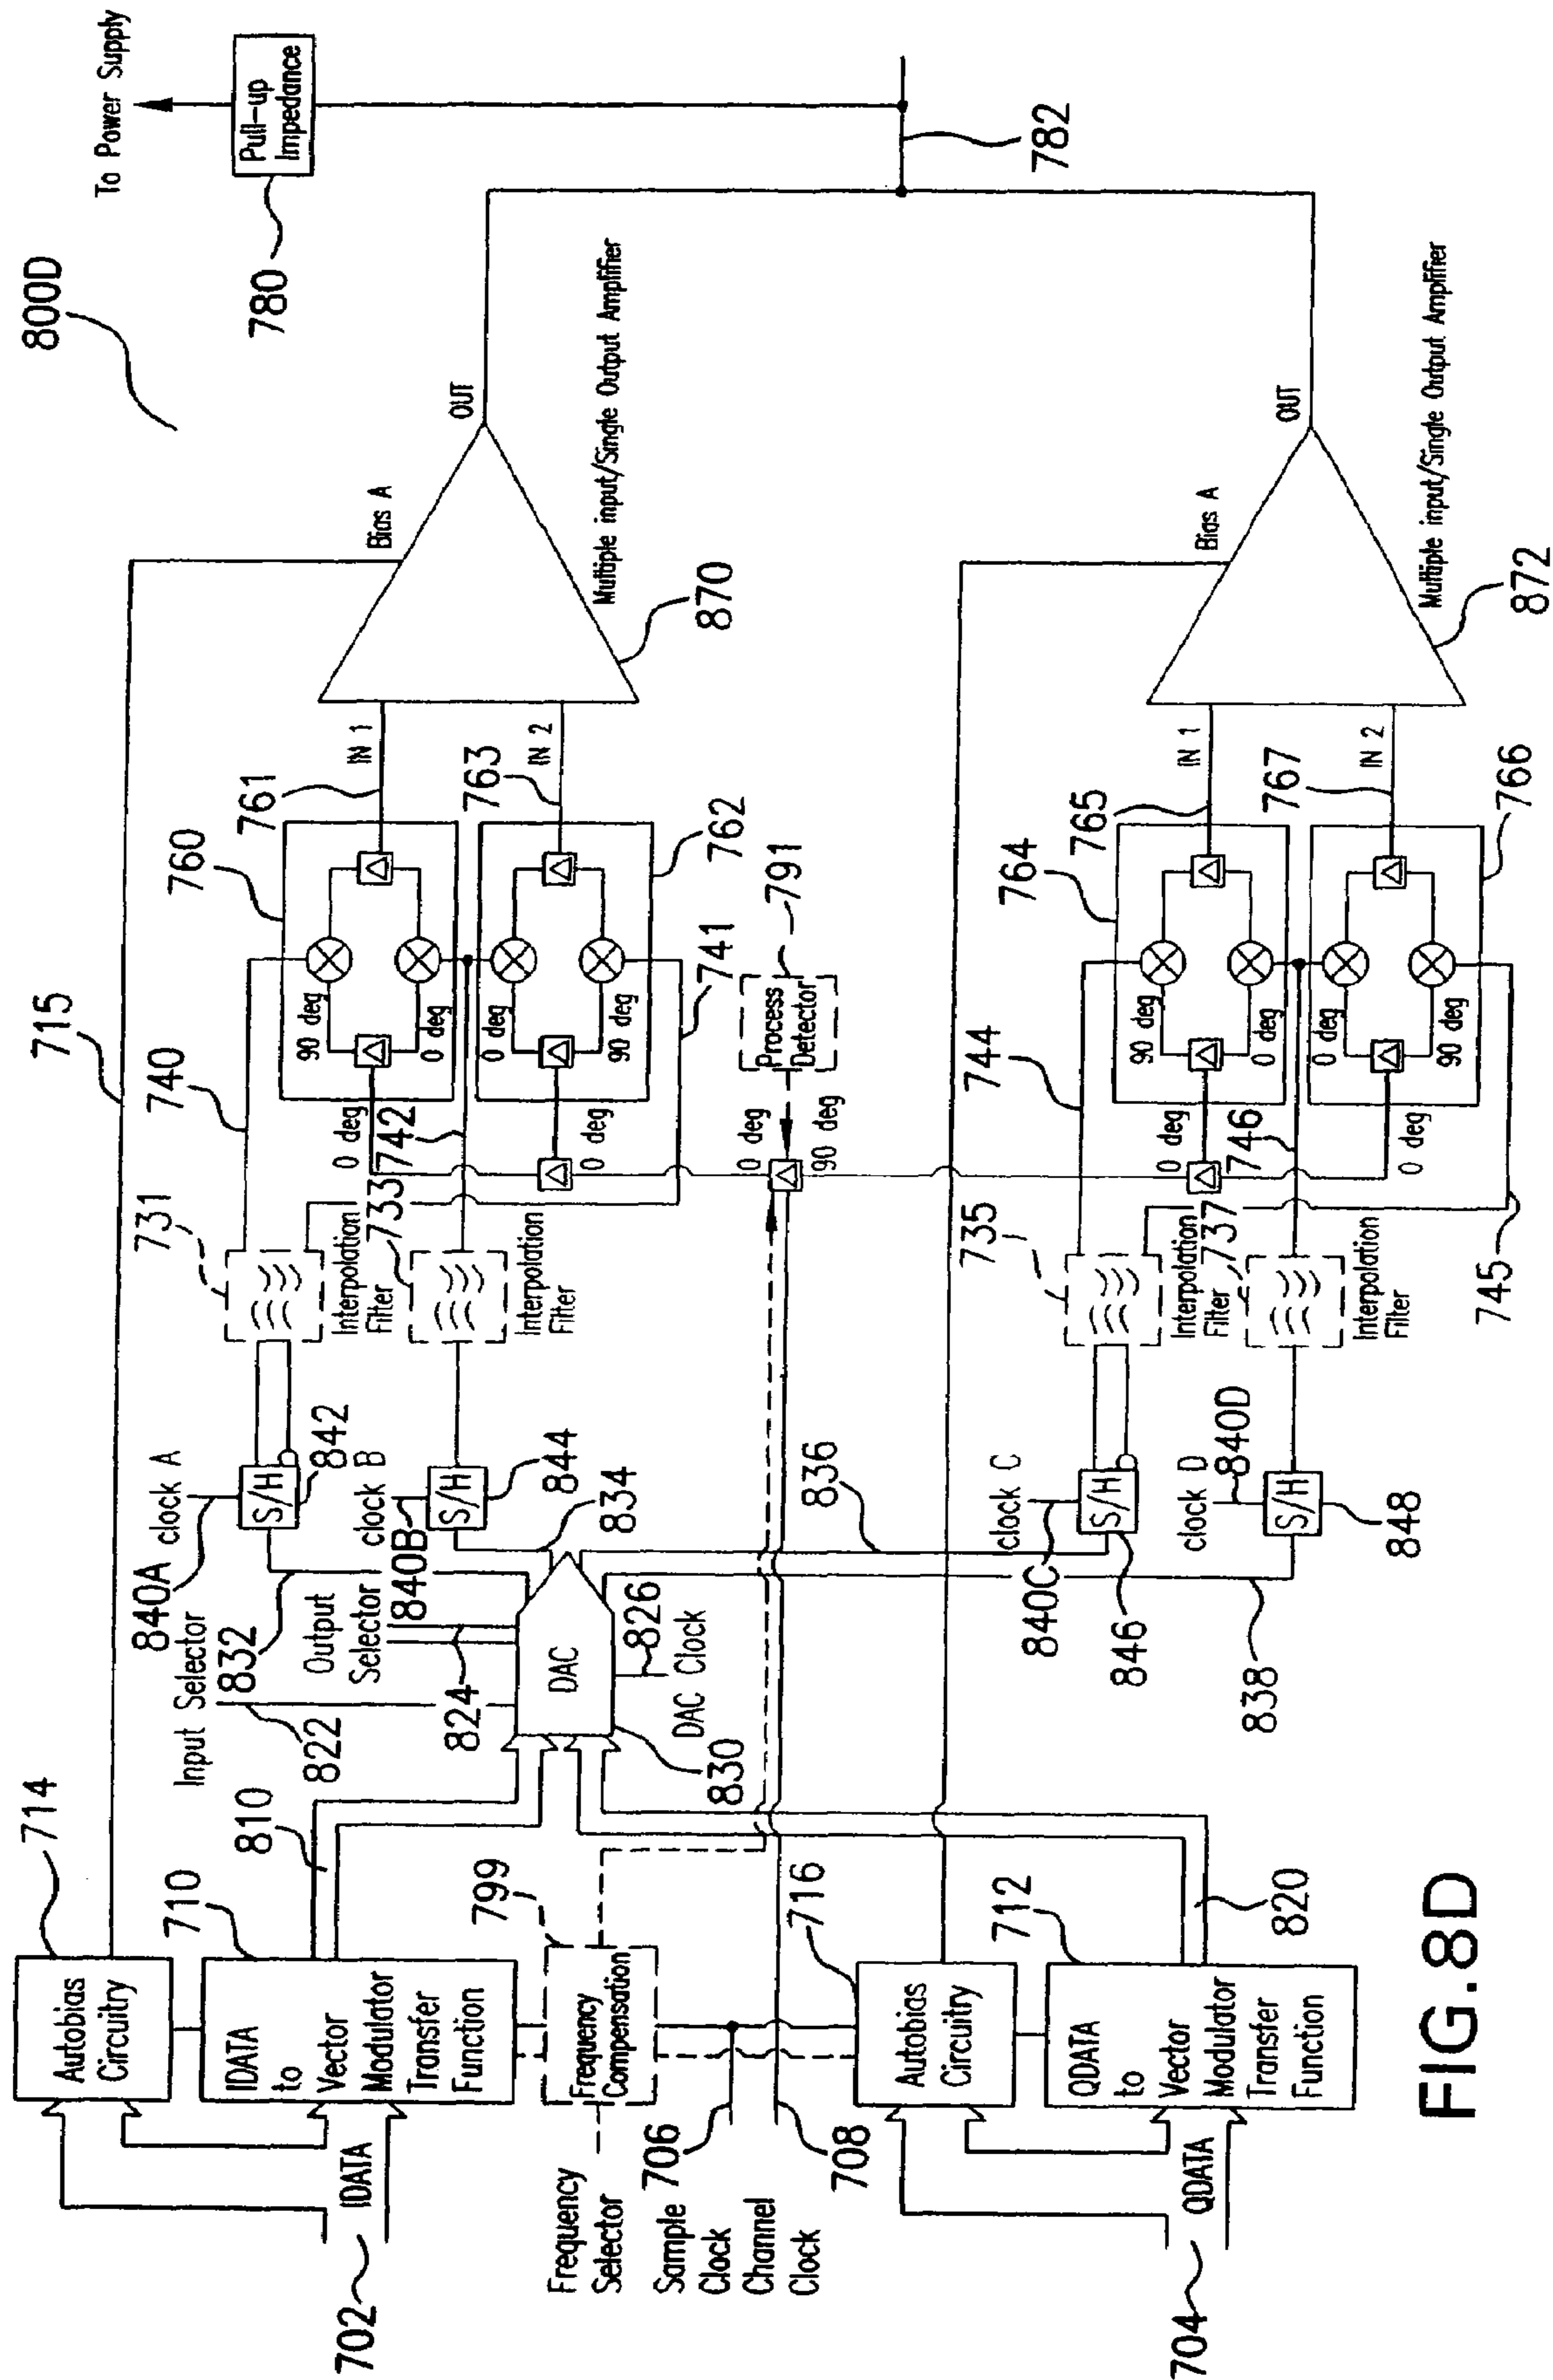 800D
To Power Supply
Pull-up
Impedance
780
782
715
Bias A
OUT
Multiple input/Single Output Amplifier
870
Bias A
OUT
Multiple input/Single Output Amplifier
872
714
Autobias
Circuitry
710
IDATA
to
Vector
Modulator
Transfer
Function
IDATA
702
810
Input Selector
822
Output
Selector
824
DAC
DAC Clock
826
830
832
834
836
838
840A
clock A
S/H
842
840B
clock B
S/H
844
840C
clock C
S/H
846
clock D
840D
S/H
848
731
Interpolation
Filter
733
Interpolation
Filter
735
Interpolation
Filter
737
Interpolation
Filter
740
742
741
744
746
745
760
90 deg
0 deg
761
IN 1
0 deg
0 deg
0 deg
90 deg
762
763
IN 2
Process
Detector
791
0 deg
90 deg
764
90 deg
0 deg
765
IN 1
0 deg
0 deg
0 deg
90 deg
766
767
IN 2
799
Frequency
Compensation
Frequency
Selector
706
Sample
Clock
708
Channel
Clock
716
Autobias
Circuitry
712
QDATA
to
Vector
Modulator
Transfer
Function
QDATA
704
820
FIG.8D